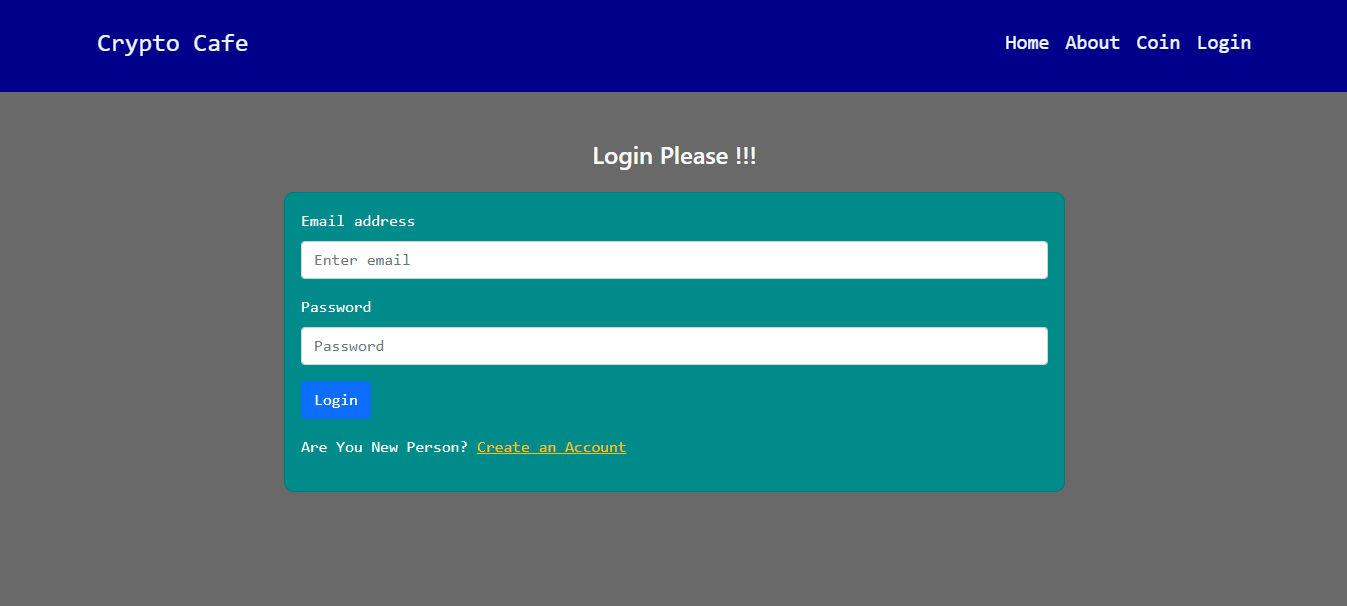 Crypto Cafe
Home About Coin Login
Login Please !!!
Email address
Enter email
Password
Password
Login
Are You New Person? Create an Account